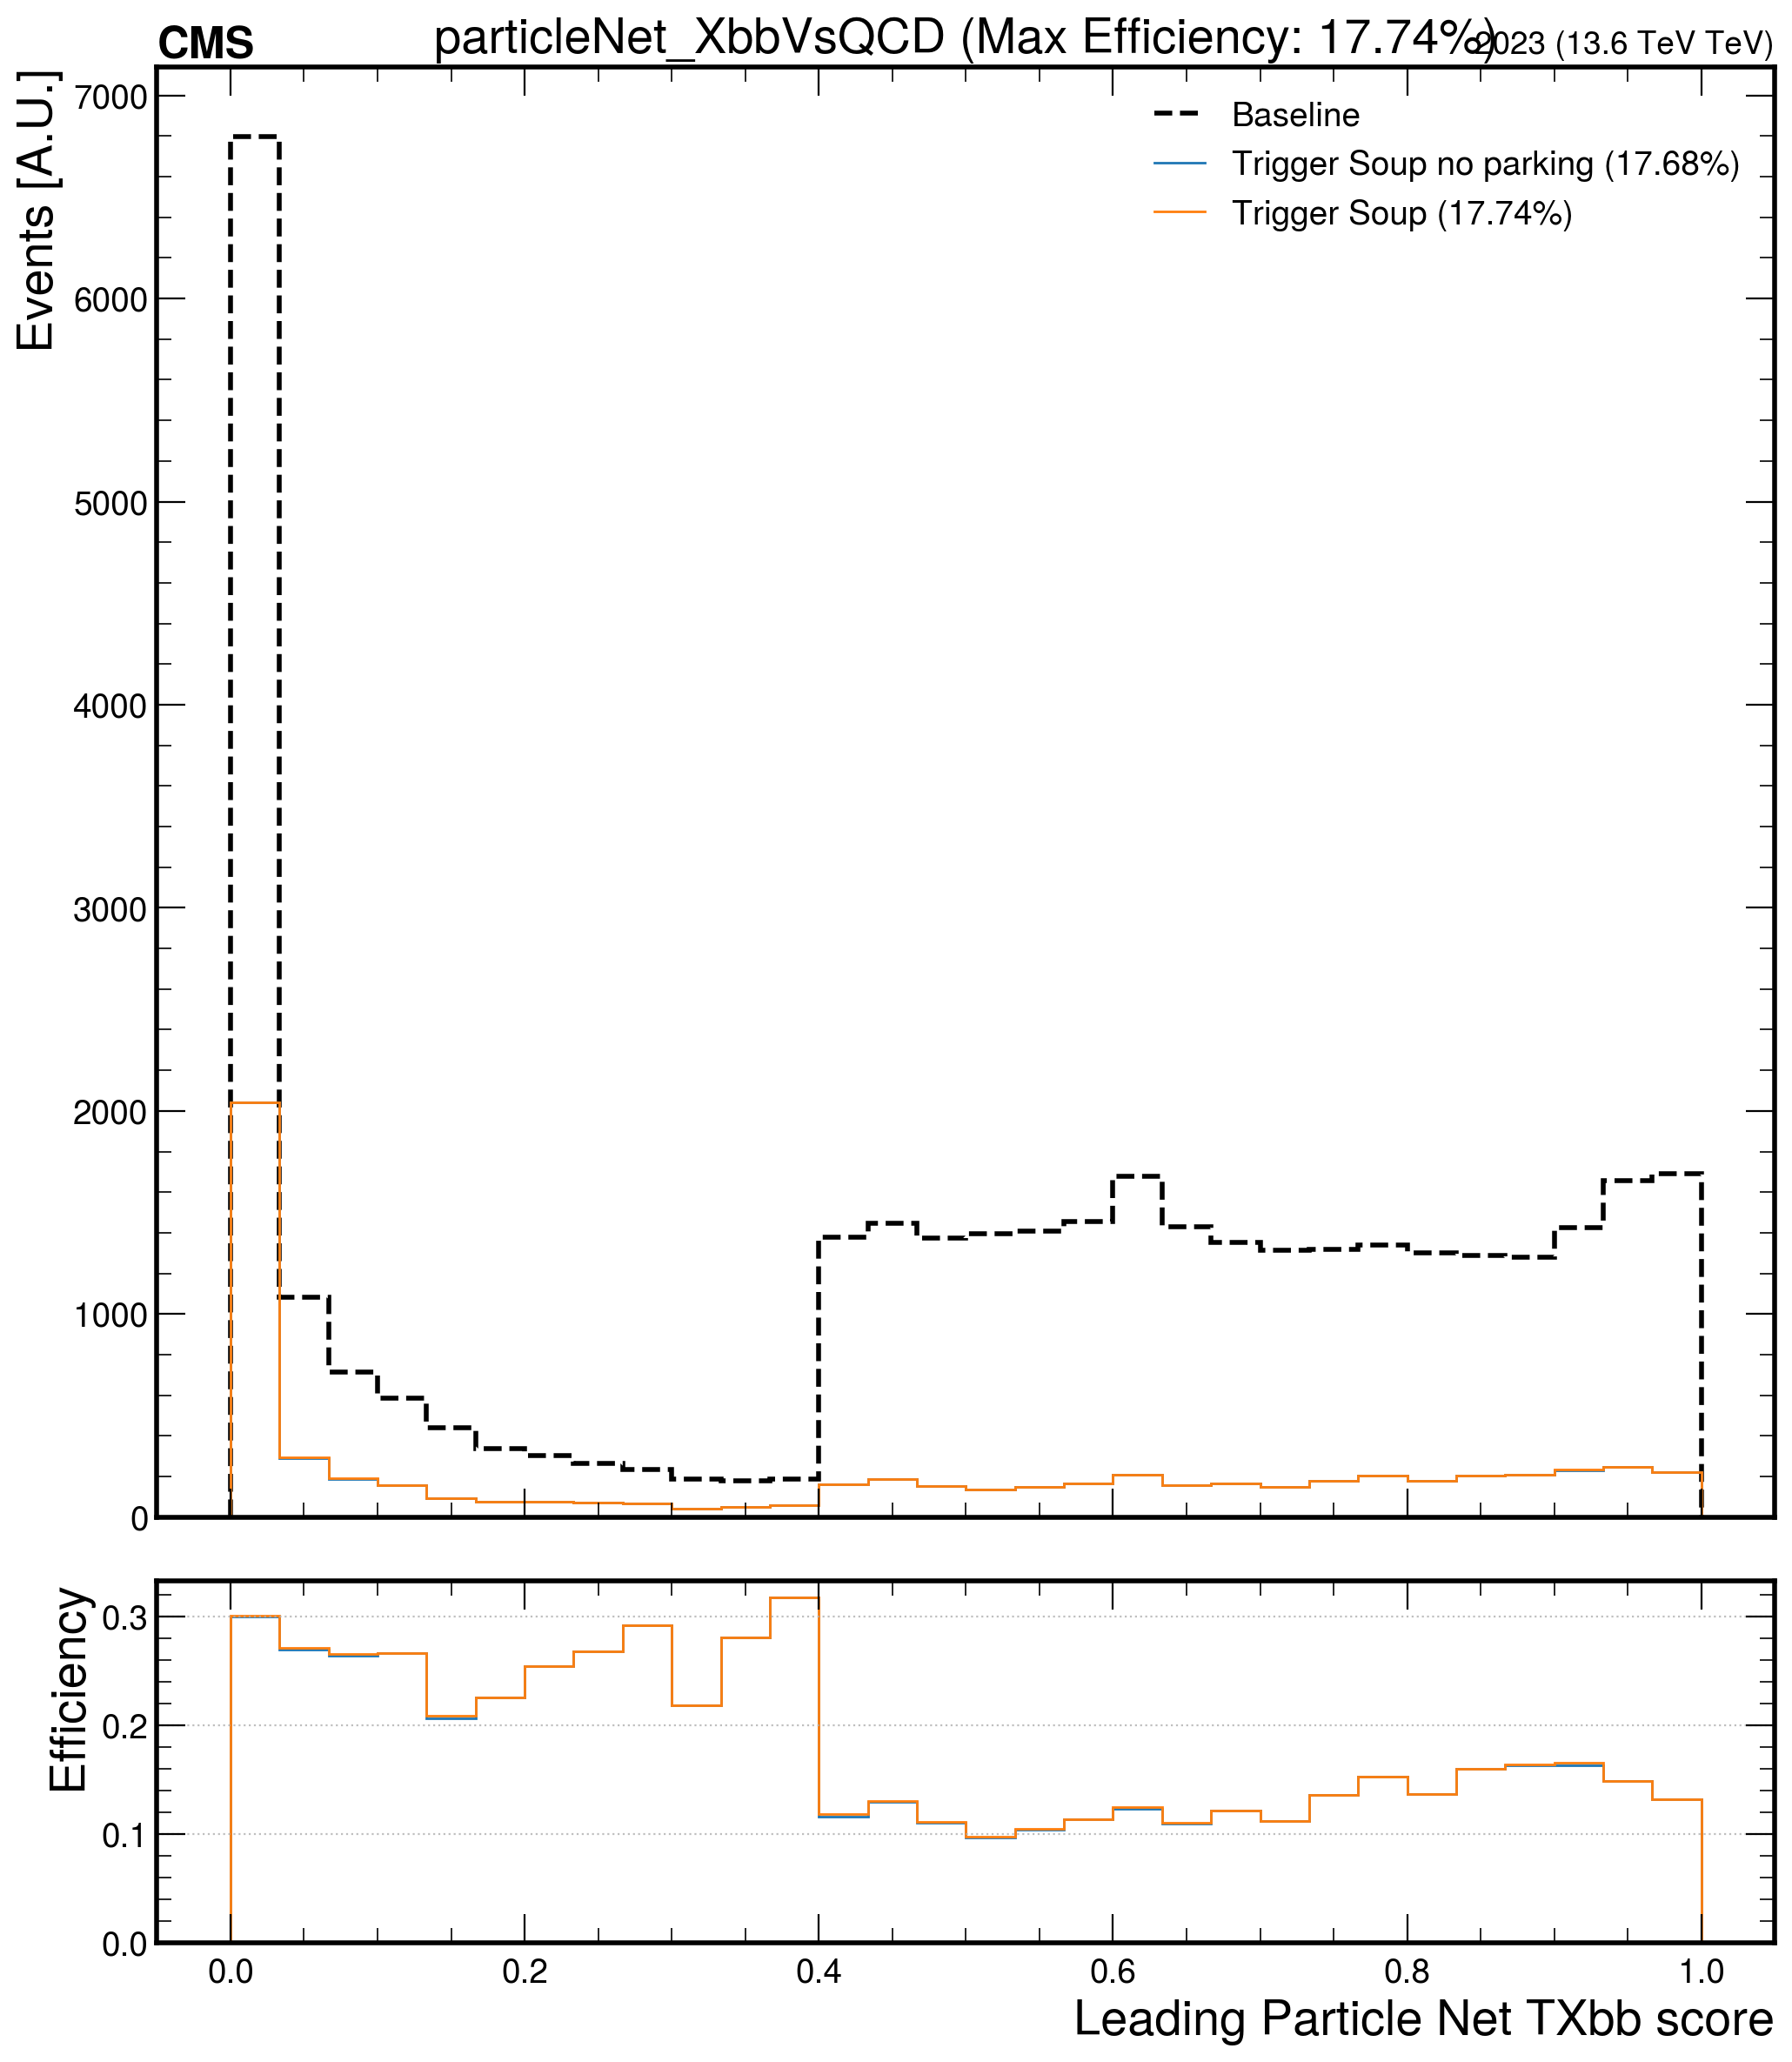 CMS particleNet_XbbVsQCD (Max Efficiency: 17.74%) 2023 (13.6 TeV TeV)
Events [A.U.]
7000
6000
5000
4000
3000
2000
1000
0
Baseline
Trigger Soup no parking (17.68%)
Trigger Soup (17.74%)
Efficiency
0.3
0.2
0.1
0.0
0.0 0.2 0.4 0.6 0.8 1.0
Leading Particle Net TXbb score